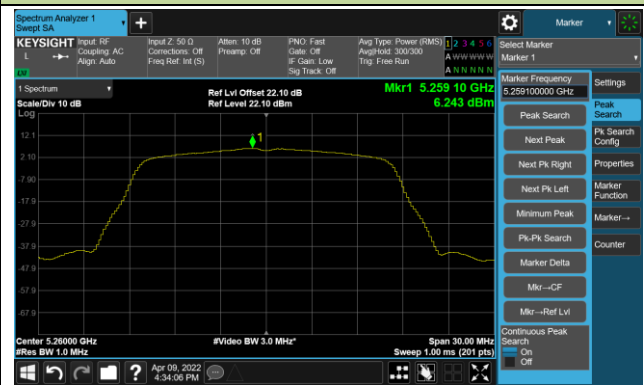 Spectrum Analyzer 1
Swept SA
+
Marker
KEYSIGHT
L
LXI
Input: RF
Coupling: AC
Align: Auto
Input Z: 50 Ω
Corrections: Off
Freq Ref: Int (S)
Atten: 10 dB
Preamp: Off
PNO: Fast
Gate: Off
IF Gain: Low
Sig Track: Off
Avg Type: Power (RMS)
Avg|Hold: 300/300
Trig: Free Run
1 2 3 4 5 6
A W W W W W
A N N N N N
Select Marker
Marker 1
1 Spectrum
Scale/Div 10 dB
Log
Ref Lvl Offset 22.10 dB
Ref Level 22.10 dBm
Mkr1 5.259 10 GHz
6.243 dBm
12.1
2.10
-7.90
-17.9
-27.9
-37.9
-47.9
-57.9
-67.9
1
Center 5.26000 GHz
#Res BW 1.0 MHz
#Video BW 3.0 MHz*
Span 30.00 MHz
Sweep 1.00 ms (201 pts)
Marker Frequency
5.259100000 GHz
Peak Search
Next Peak
Next Pk Right
Next Pk Left
Minimum Peak
Pk-Pk Search
Marker Delta
Mkr→CF
Mkr→Ref Lvl
Continuous Peak
Search
On
Off
Settings
Peak
Search
Pk Search
Config
Properties
Marker
Function
Marker→
Counter
?
Apr 09, 2022
4:34:06 PM